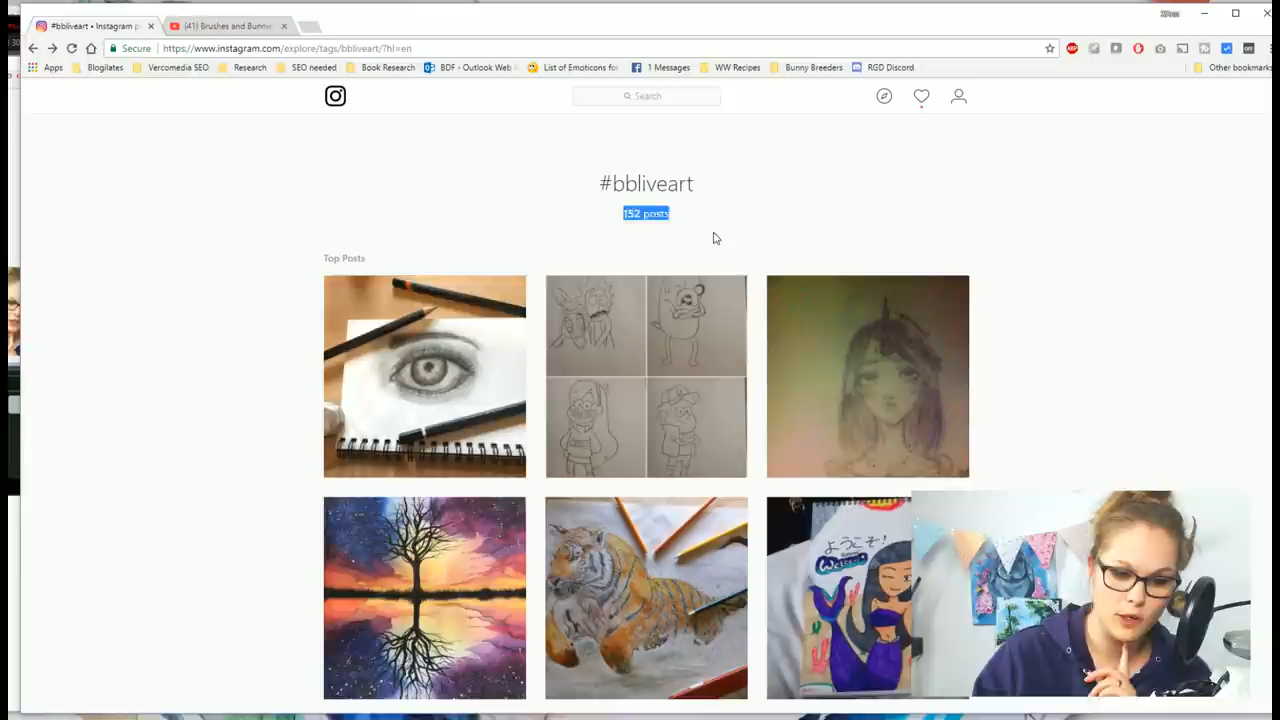 #bbliveart • Instagram p
(41) Brushes and Bunnie
Secure
https://www.instagram.com/explore/tags/bbliveart/?hl=en
Apps
Blogilates
Vercomedia SEO
Research
SEO needed
Book Research
BDF - Outlook Web
List of Emoticons for
1 Messages
WW Recipes
Bunny Breeders
RGD Discord
Other bookmarks
Search
#bbliveart
152 posts
Top Posts
ようこそ!
Welcome